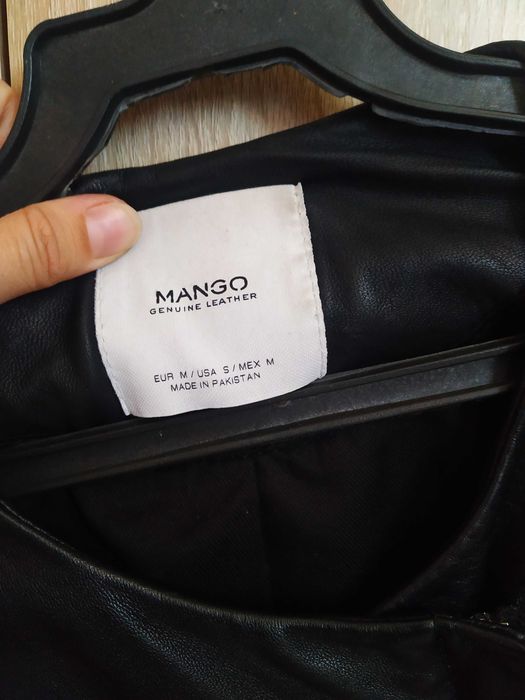 MANGO
GENUINE LEATHER
EUR M / USA S / MEX M
MADE IN PAKISTAN